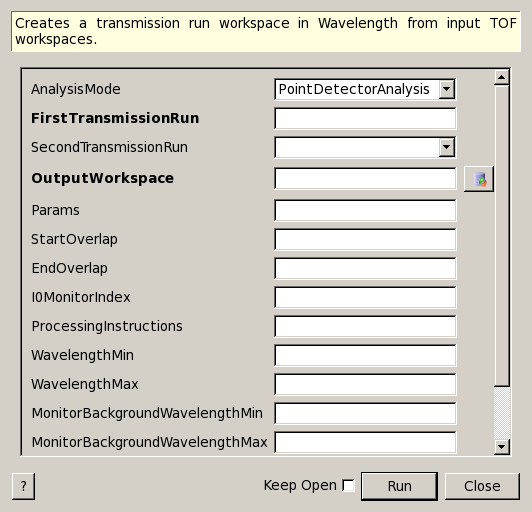 Creates a transmission run workspace in Wavelength from input TOF
workspaces.
AnalysisMode PointDetectorAnalysis
FirstTransmissionRun
SecondTransmissionRun
OutputWorkspace
Params
StartOverlap
EndOverlap
I0MonitorIndex
ProcessingInstructions
WavelengthMin
WavelengthMax
MonitorBackgroundWavelengthMin
MonitorBackgroundWavelengthMax
? Keep Open Run Close